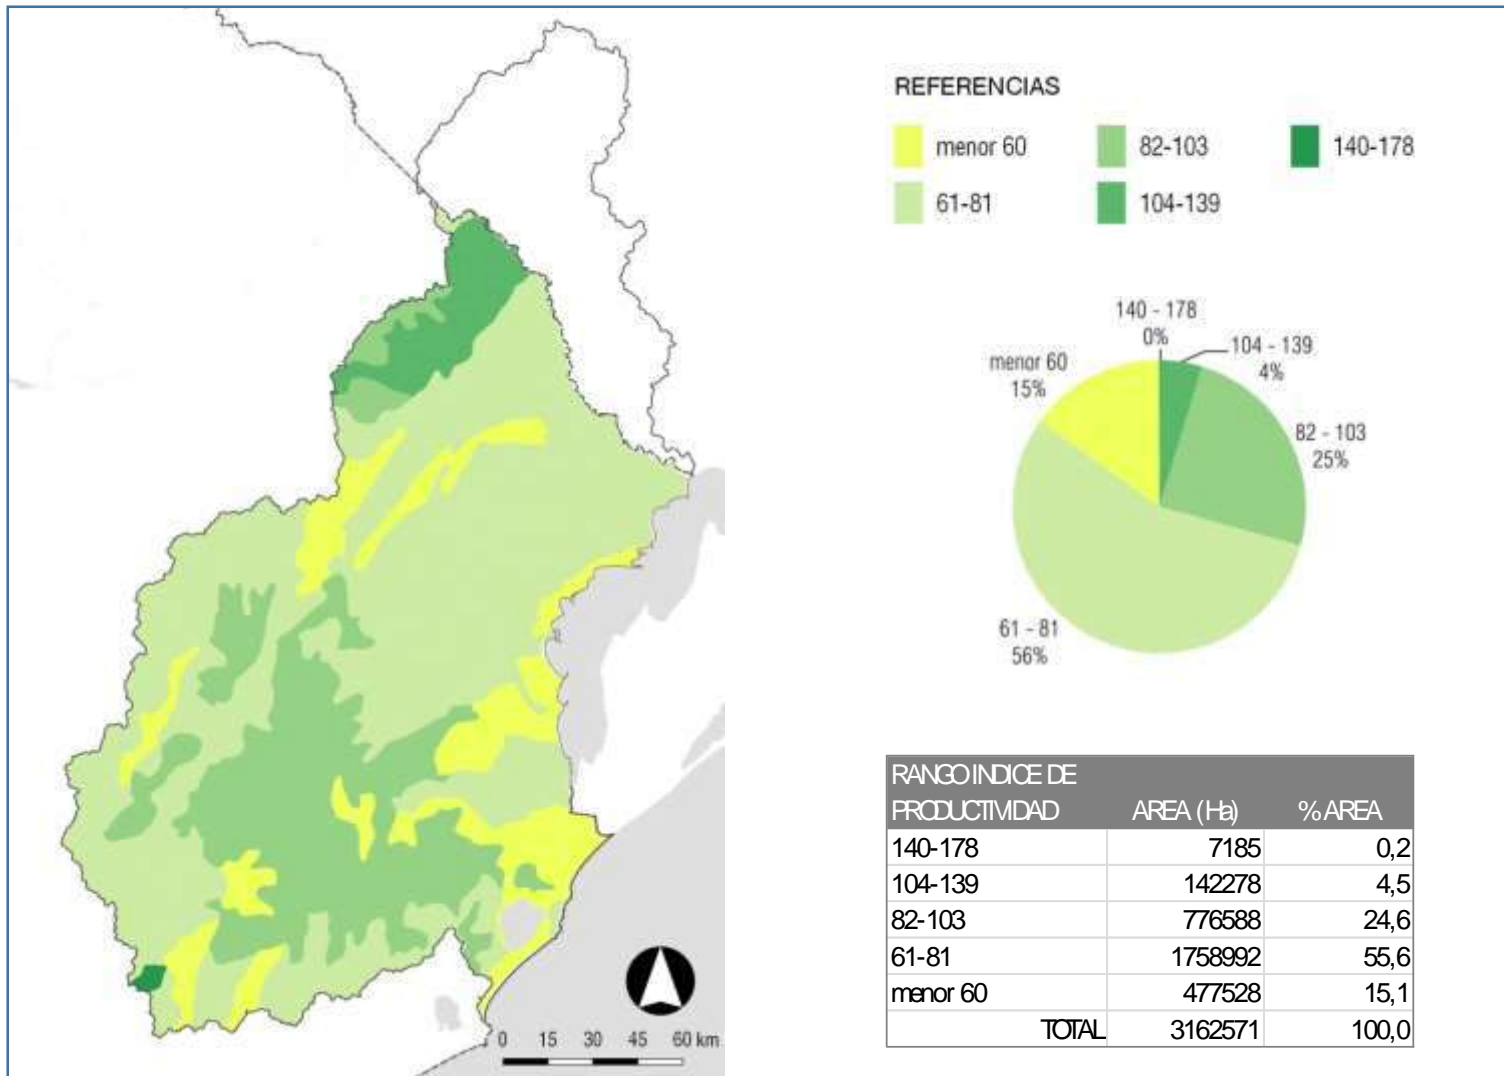 REFERENCIAS
menor 60
82-103
140-178
61-81
104-139
140 - 178
0%
104 - 139
4%
menor 60
15%
82 - 103
25%
61 - 81
56%
RANGO INDICE DE
PRODUCTIVIDAD AREA (Ha) % AREA
140-178 7185 0,2
104-139 142278 4,5
82-103 776588 24,6
61-81 1758992 55,6
menor 60 477528 15,1
TOTAL 3162571 100,0
0 15 30 45 60 km